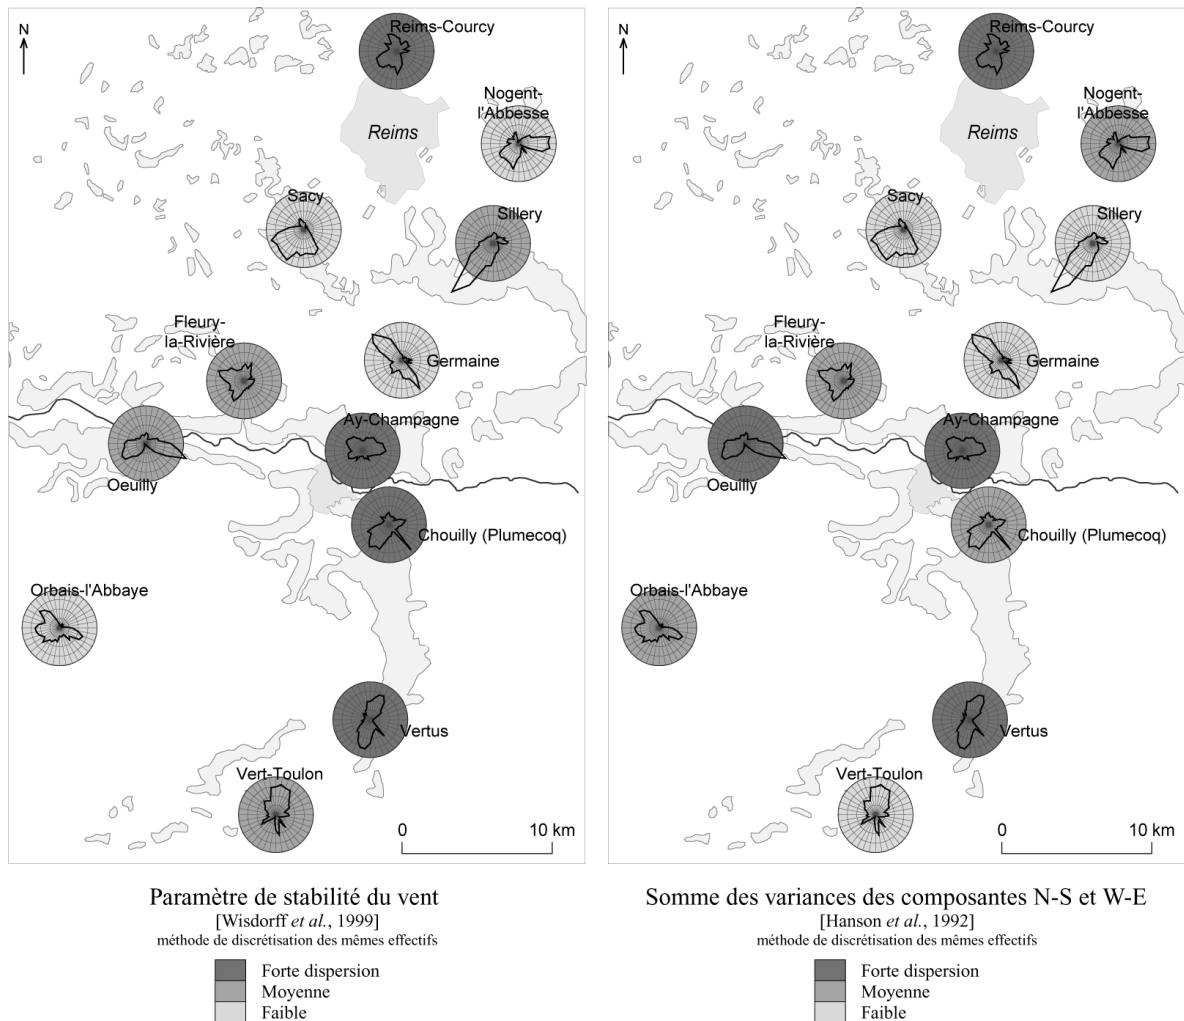 N
Reims-Courcy
Nogent-
l'Abbesse
Reims
Sacy
Sillery
Fleury-
la-Rivière
Germaine
Ay-Champagne
Oeuilly
Chouilly (Plumecoq)
Orbais-l'Abbaye
Vertus
Vert-Toulon
0 10 km
Paramètre de stabilité du vent
[Wisdorff et al., 1999]
méthode de discrétisation des mêmes effectifs
Forte dispersion
Moyenne
Faible
N
Reims-Courcy
Nogent-
l'Abbesse
Reims
Sacy
Sillery
Fleury-
la-Rivière
Germaine
Ay-Champagne
Oeuilly
Chouilly (Plumecoq)
Orbais-l'Abbaye
Vertus
Vert-Toulon
0 10 km
Somme des variances des composantes N-S et W-E
[Hanson et al., 1992]
méthode de discrétisation des mêmes effectifs
Forte dispersion
Moyenne
Faible